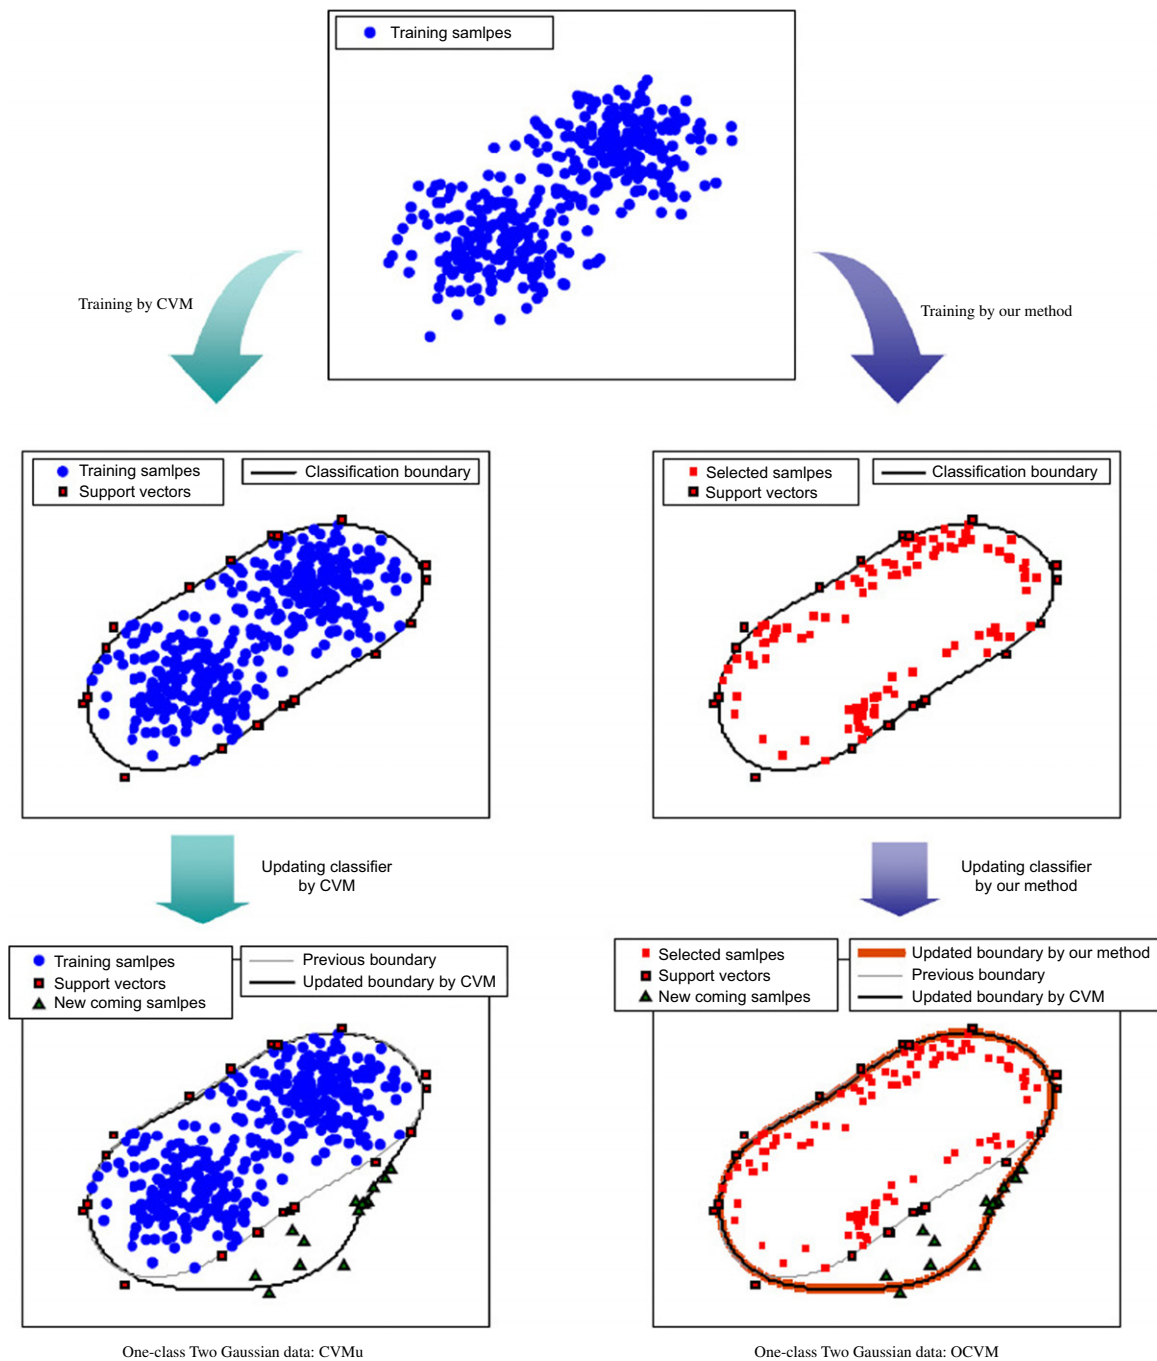 Training samlpes
Training by CVM
Training by our method
Training samlpes
Support vectors
Classification boundary
Selected samlpes
Support vectors
Classification boundary
Updating classifier
by CVM
Updating classifier
by our method
Training samlpes
Support vectors
New coming samlpes
Previous boundary
Updated boundary by CVM
Selected samlpes
Support vectors
New coming samlpes
Updated boundary by our method
Previous boundary
Updated boundary by CVM
One-class Two Gaussian data: CVMu
One-class Two Gaussian data: OCVM